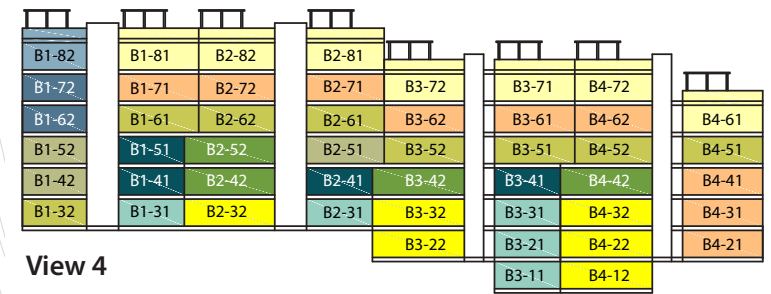 B1-82 B1-81 B2-82 B2-81
B1-72 B1-71 B2-72 B2-71 B3-72 B3-71 B4-72
B1-62 B1-61 B2-62 B2-61 B3-62 B3-61 B4-62 B4-61
B1-52 B1-51 B2-52 B2-51 B3-52 B3-51 B4-52 B4-51
B1-42 B1-41 B2-42 B2-41 B3-42 B3-41 B4-42 B4-41
B1-32 B1-31 B2-32 B2-31 B3-32 B3-31 B4-32 B4-31
B3-22 B3-21 B4-22 B4-21
View 4
B3-11 B4-12